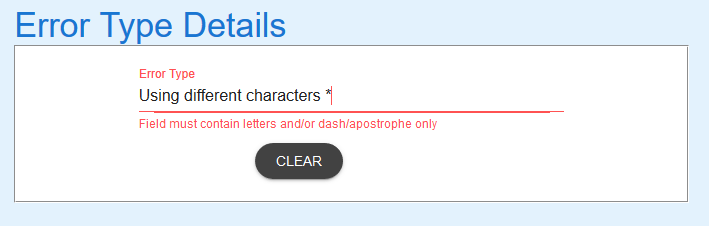 Error Type Details
Error Type
Using different characters *
Field must contain letters and/or dash/apostrophe only
CLEAR